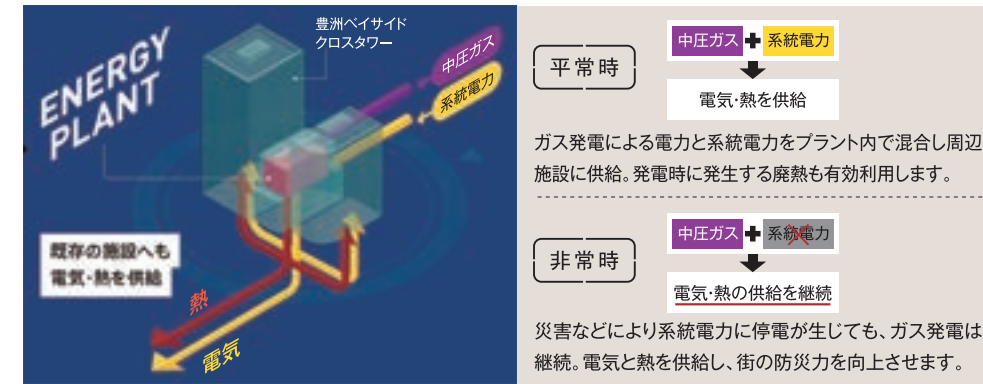 ENERGY
PLANT
豊洲ベイサイド
クロスタワー
中圧ガス
系統電力
既存の施設へも
電気・熱を供給
熱
電気
平常時
中圧ガス＋系統電力
電気・熱を供給
ガス発電による電力と系統電力をプラント内で混合し周辺
施設に供給。発電時に発生する廃熱も有効利用します。
非常時
中圧ガス＋系統電力
電気・熱の供給を継続
災害などにより系統電力に停電が生じても、ガス発電は
継続。電気と熱を供給し、街の防災力を向上させます。